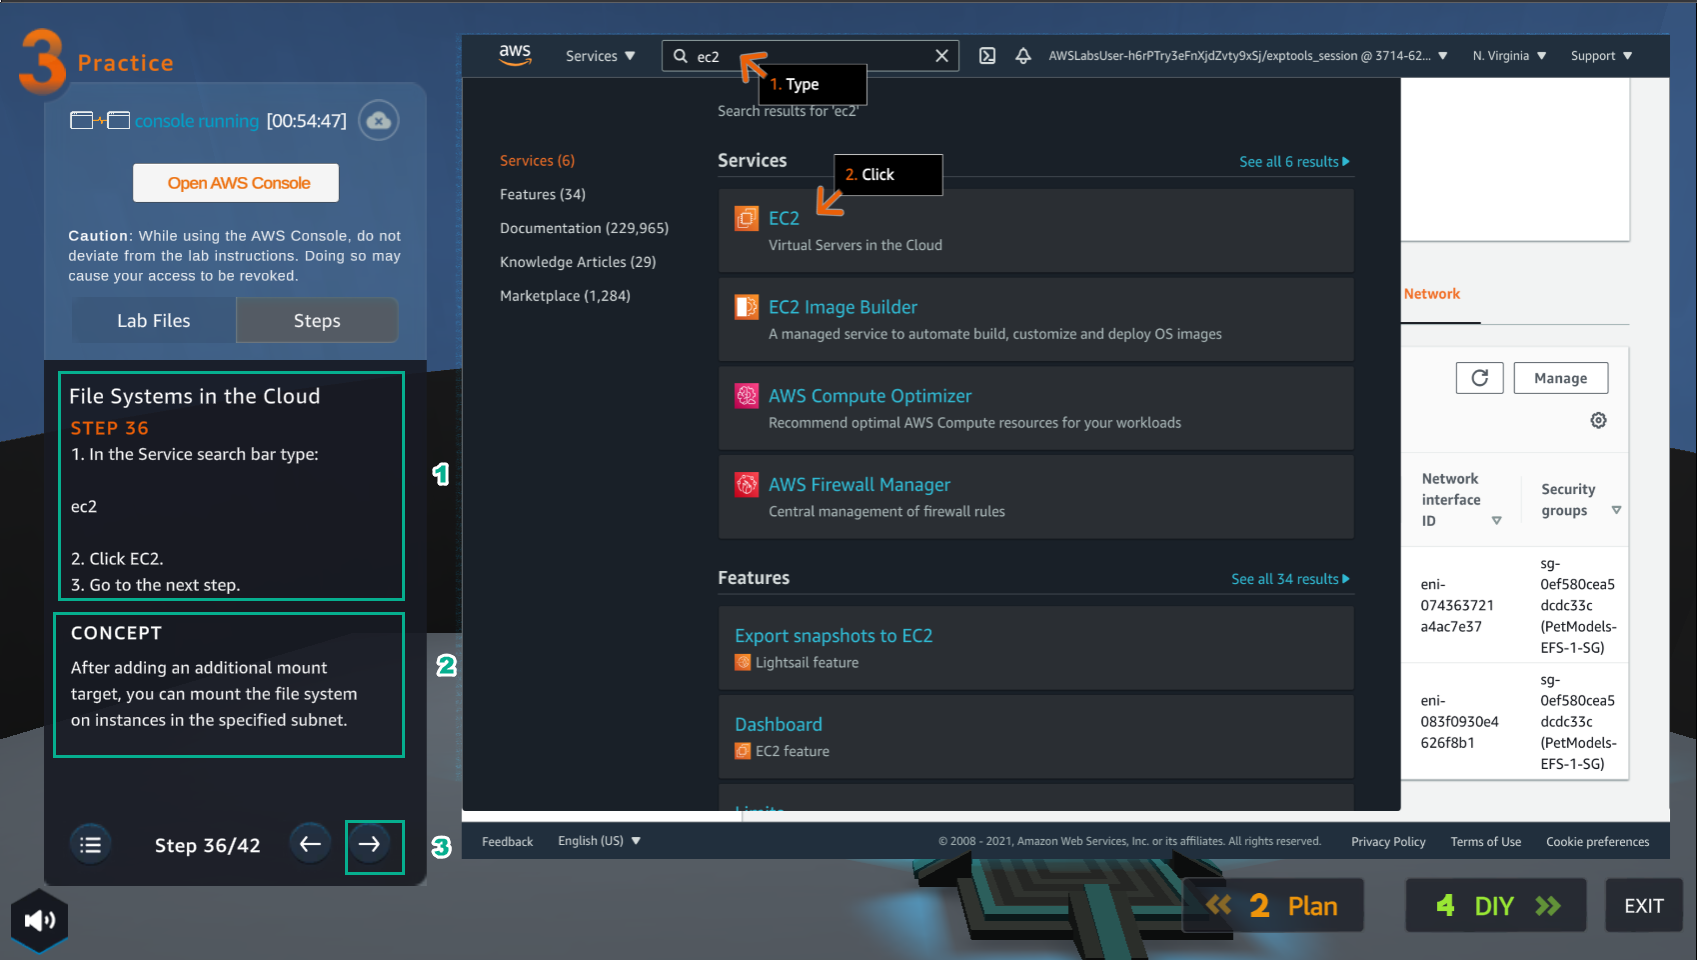 3 Practice
console running [00:54:47]
Open AWS Console
Caution: While using the AWS Console, do not
deviate from the lab instructions. Doing so may
cause your access to be revoked.
Lab Files
Steps
File Systems in the Cloud
STEP 36
1. In the Service search bar type:
ec2
2. Click EC2.
3. Go to the next step.
1
CONCEPT
After adding an additional mount
target, you can mount the file system
on instances in the specified subnet.
2
Step 36/42
3
aws
Services
ec2
AWSLabsUser-h6rPTry3eFnXjdZvty9xSj/exptools_session @ 3714-62...
N. Virginia
Support
1. Type
Search results for 'ec2'
Services (6)
Features (34)
Documentation (229,965)
Knowledge Articles (29)
Marketplace (1,284)
Services
See all 6 results
2. Click
EC2
Virtual Servers in the Cloud
EC2 Image Builder
A managed service to automate build, customize and deploy OS images
AWS Compute Optimizer
Recommend optimal AWS Compute resources for your workloads
AWS Firewall Manager
Central management of firewall rules
Features
See all 34 results
Export snapshots to EC2
Lightsail feature
Dashboard
EC2 feature
Limits
Network
Manage
Network
interface
ID
Security
groups
eni-
074363721
a4ac7e37
sg-
0ef580cea5
dcdc33c
(PetModels-
EFS-1-SG)
eni-
083f0930e4
626f8b1
sg-
0ef580cea5
dcdc33c
(PetModels-
EFS-1-SG)
Feedback
English (US)
© 2008 - 2021, Amazon Web Services, Inc. or its affiliates. All rights reserved.
Privacy Policy
Terms of Use
Cookie preferences
2 Plan
4 DIY
EXIT